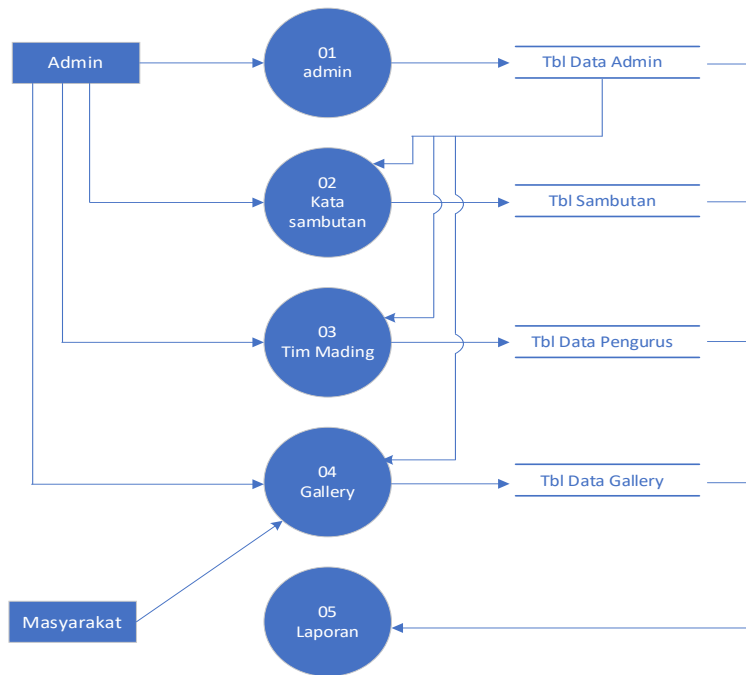 Admin
01
admin
Tbl Data Admin
02
Kata
sambutan
Tbl Sambutan
03
Tim Mading
Tbl Data Pengurus
04
Gallery
Tbl Data Gallery
Masyarakat
05
Laporan